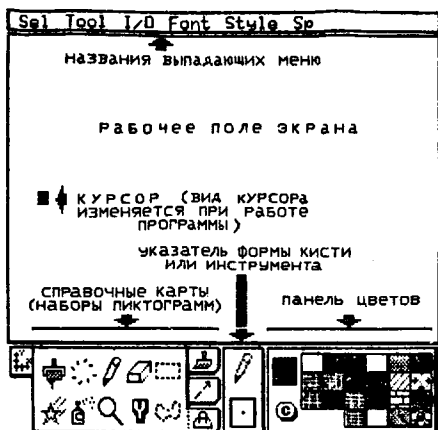 Sel Tool I/O Font Style Sp
Названия выпадающих меню
Рабочее поле экрана
КУРСОР (вид курсора
изменяется при работе
программы)
указатель формы кисти
или инструмента
справочные карты
(наборы пиктограмм)
панель цветов
C